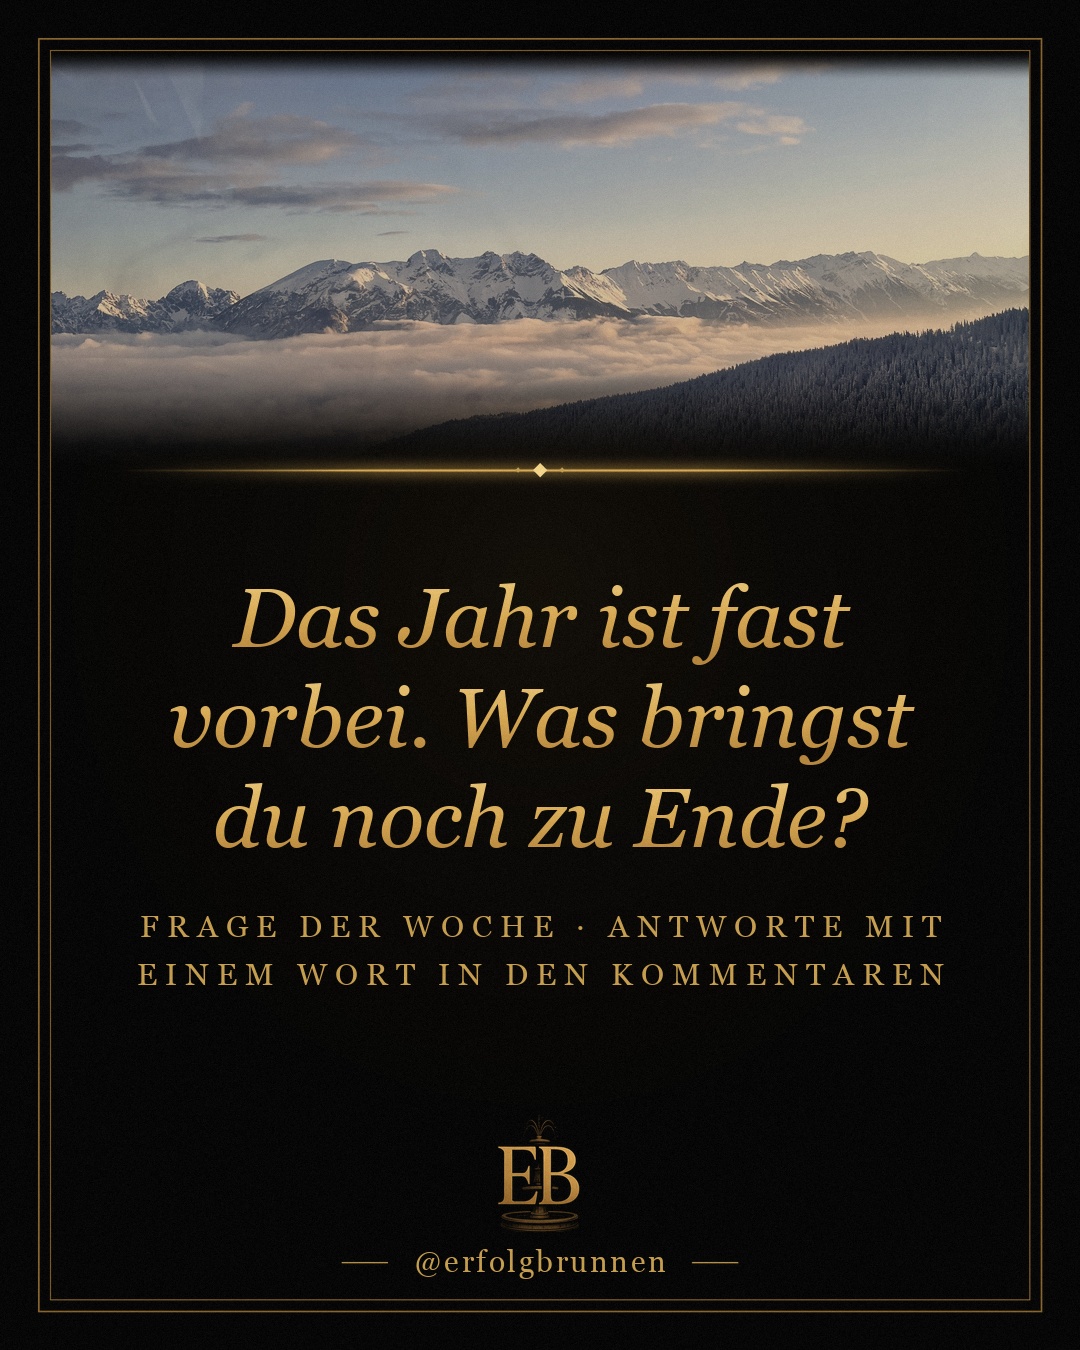 Das Jahr ist fast
vorbei. Was bringst
du noch zu Ende?
FRAGE DER WOCHE · ANTWORTE MIT
EINEM WORT IN DEN KOMMENTAREN
EB
@erfolgbrunnen